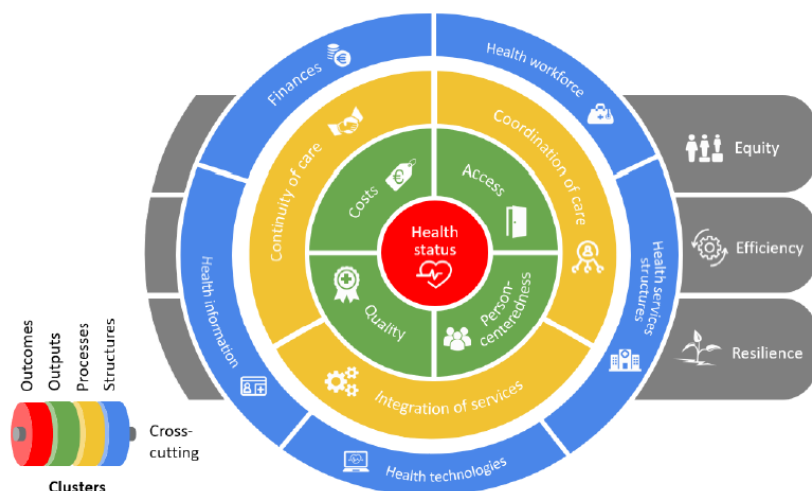 Finances
Health workforce
Continuity of care
Coordination of care
Costs
Access
Equity
Health
status
Efficiency
Health information
Health services
structures
Quality
Person-
centeredness
Resilience
Integration of services
Health technologies
Outcomes
Outputs
Processes
Structures
Cross-
cutting
Clusters